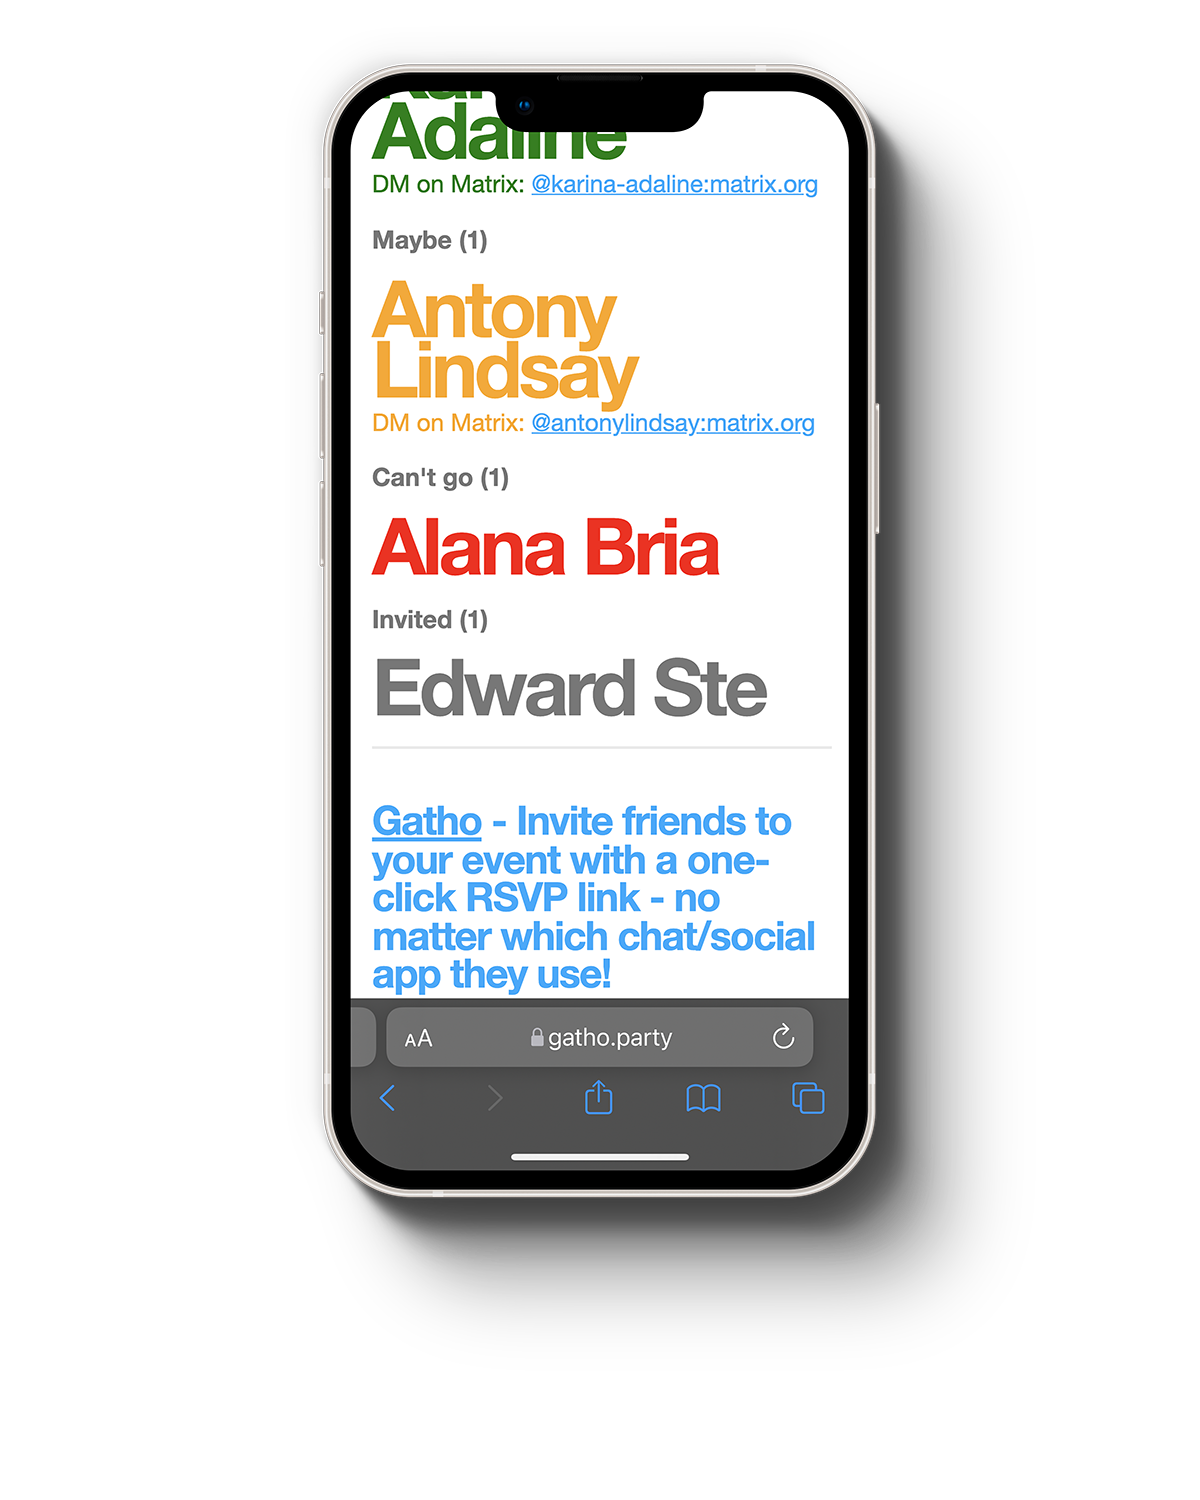 Adaline
DM on Matrix: @karina-adaline:matrix.org
Maybe (1)
Antony
Lindsay
DM on Matrix: @antonylindsay:matrix.org
Can't go (1)
Alana Bria
Invited (1)
Edward Ste
Gatho - Invite friends to
your event with a one-
click RSVP link - no
matter which chat/social
app they use!
AA gatho.party